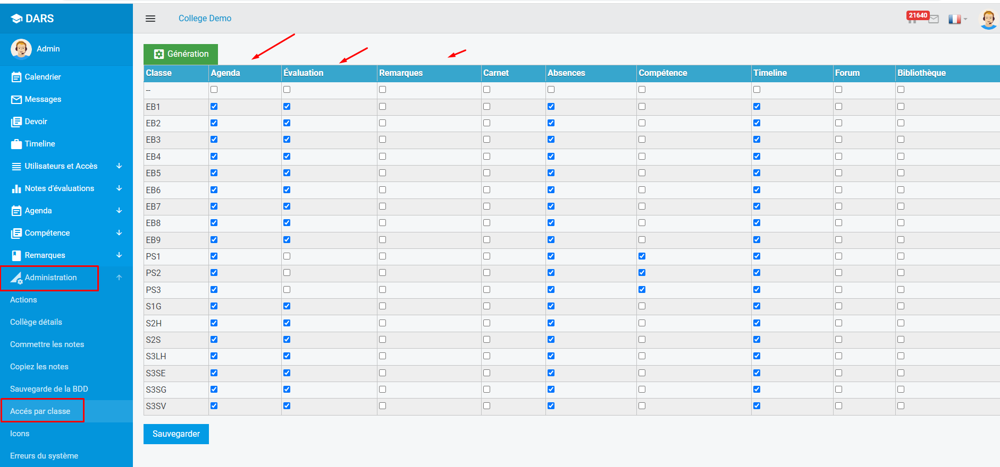 DARS
College Demo
21640
Admin
Génération
Calendrier
Messages
Devoir
Timeline
Utilisateurs et Accès
Notes d'évaluations
Agenda
Compétence
Remarques
Administration
Actions
Collège détails
Commettre les notes
Copiez les notes
Sauvegarde de la BDD
Accés par classe
Icons
Erreurs du système
Classe Agenda Évaluation Remarques Carnet Absences Compétence Timeline Forum Bibliothèque
--
EB1
EB2
EB3
EB4
EB5
EB6
EB7
EB8
EB9
PS1
PS2
PS3
S1G
S2H
S2S
S3LH
S3SE
S3SG
S3SV
Sauvegarder